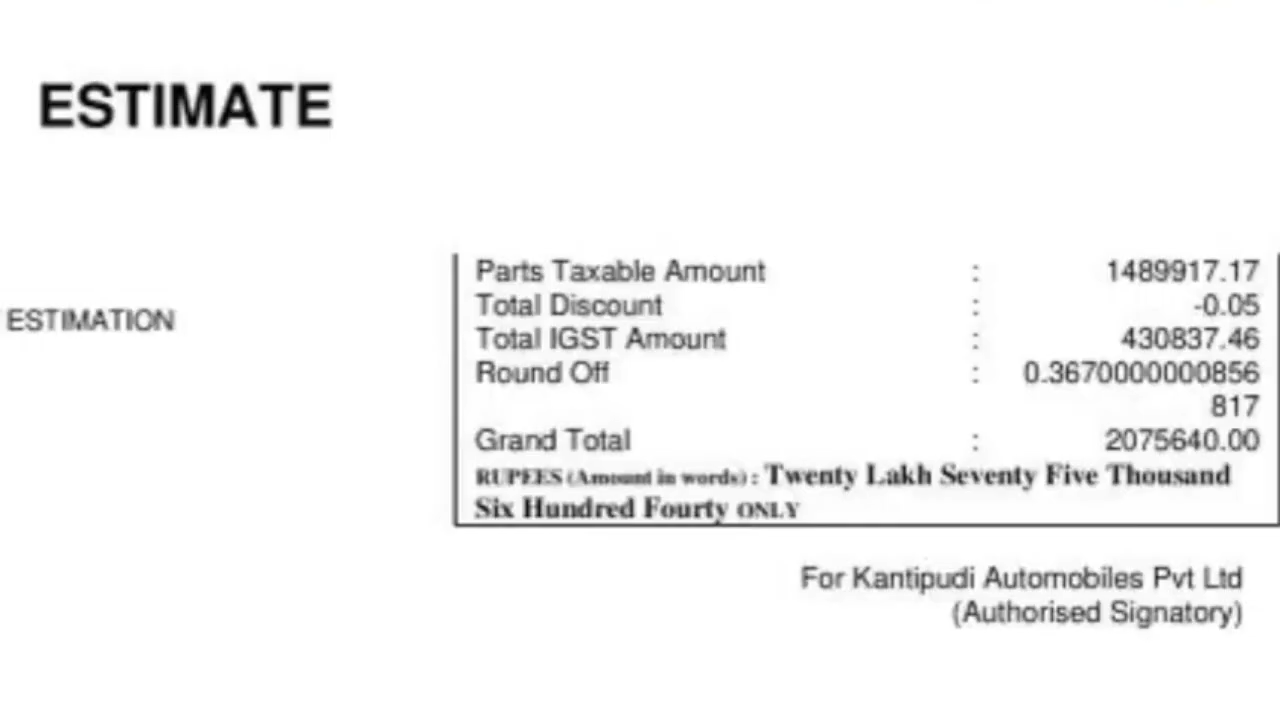 ESTIMATE
Parts Taxable Amount : 1489917.17
Total Discount : -0.05
ESTIMATION
Total IGST Amount : 430837.46
Round Off : 0.3670000000856
817
Grand Total : 2075640.00
RUPEES (Amount in words) : Twenty Lakh Seventy Five Thousand
Six Hundred Fourty ONLY
For Kantipudi Automobiles Pvt Ltd
(Authorised Signatory)